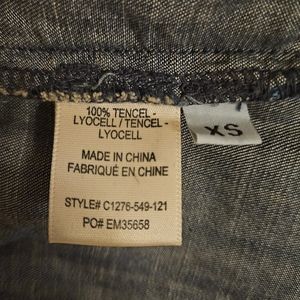 100% TENCEL -
LYOCELL / TENCEL -
LYOCELL
MADE IN CHINA
FABRIQUÉ EN CHINE
STYLE# C1276-549-121
PO# EM35658
XS